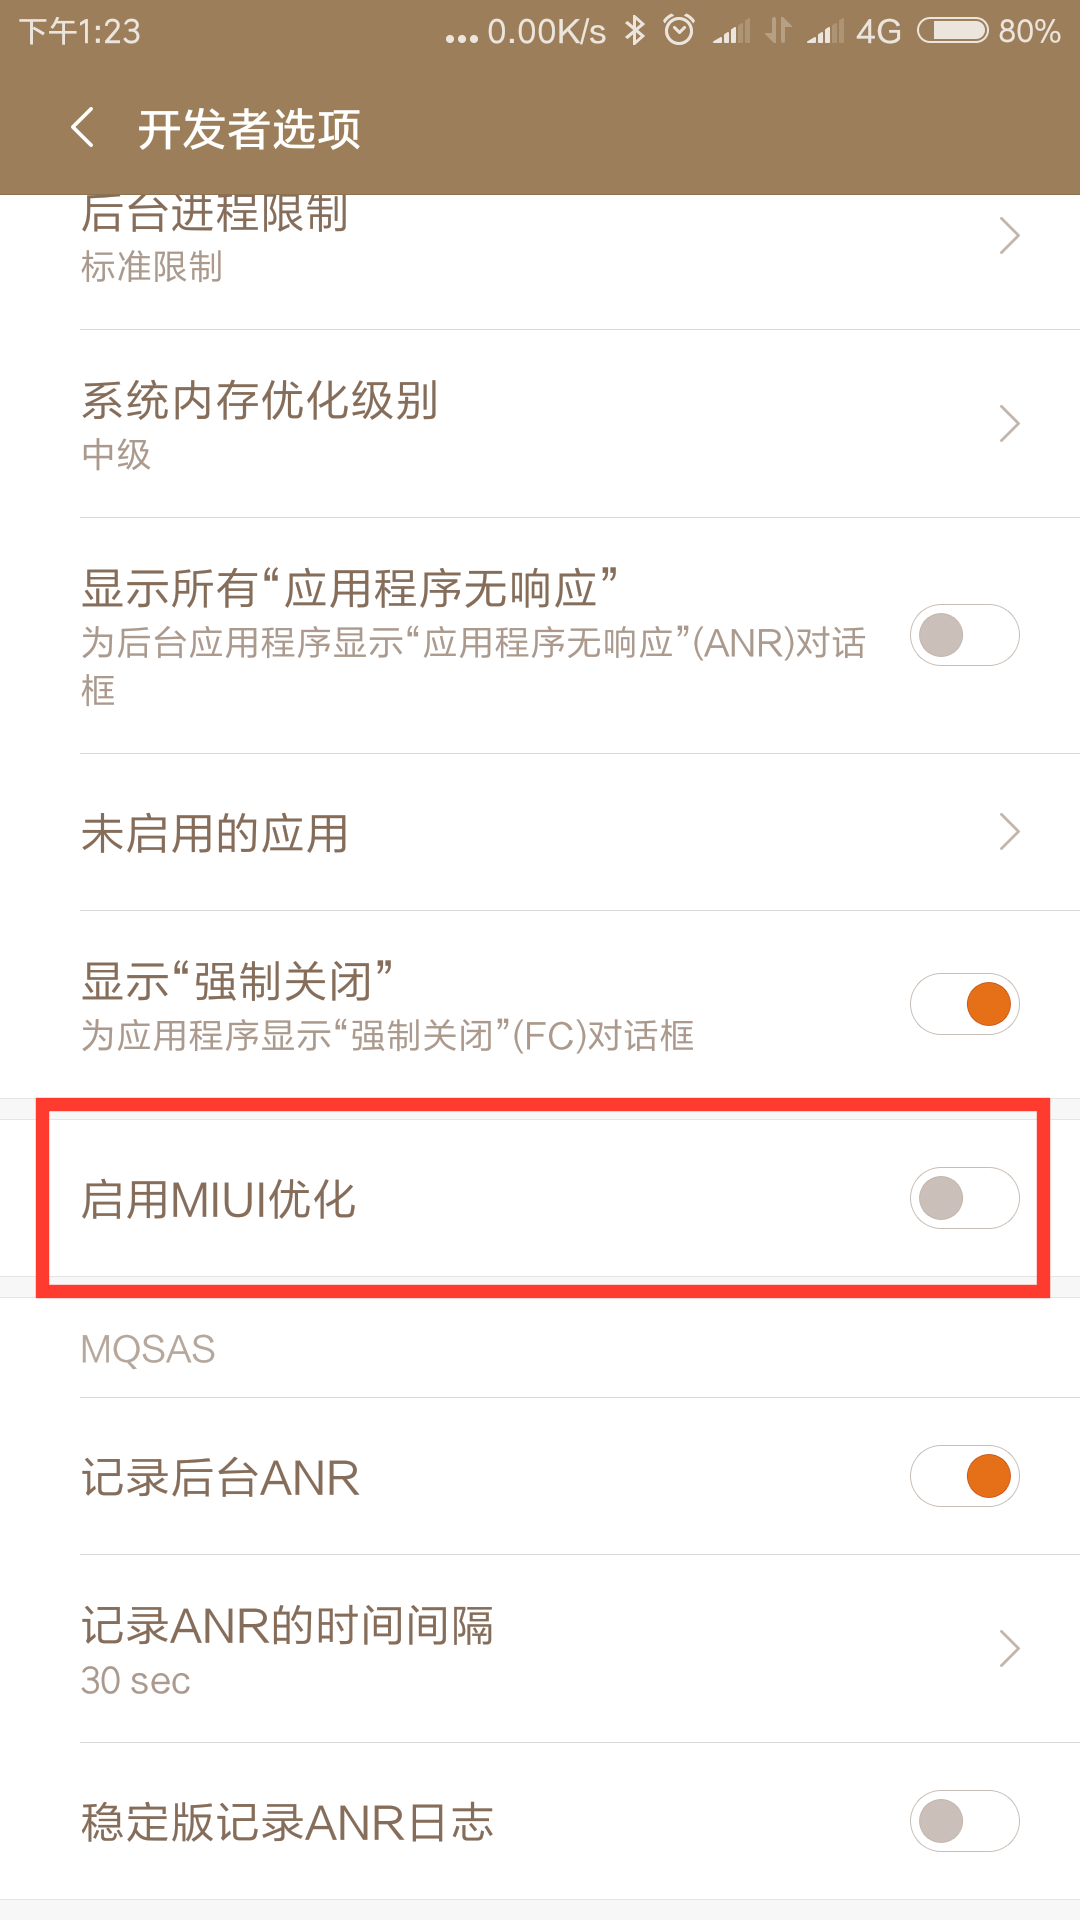 下午1:23
... 0.00K/s 4G 80%
开发者选项
后台进程限制
标准限制
系统内存优化级别
中级
显示所有“应用程序无响应”
为后台应用程序显示“应用程序无响应”(ANR)对话
框
未启用的应用
显示“强制关闭”
为应用程序显示“强制关闭”(FC)对话框
启用MIUI优化
MQSAS
记录后台ANR
记录ANR的时间间隔
30 sec
稳定版记录ANR日志